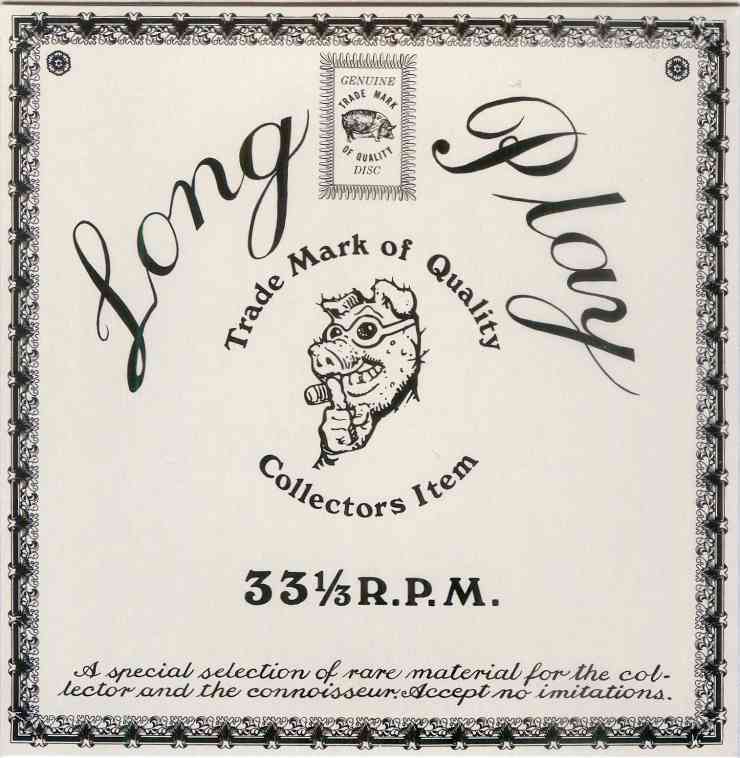 GENUINE
TRADE MARK
OF QUALITY
DISC
Long Play
Trade Mark of Quality
Collectors Item
33⅓ R.P.M.
A special selection of rare material for the col-
lector and the connoisseur. Accept no imitations.